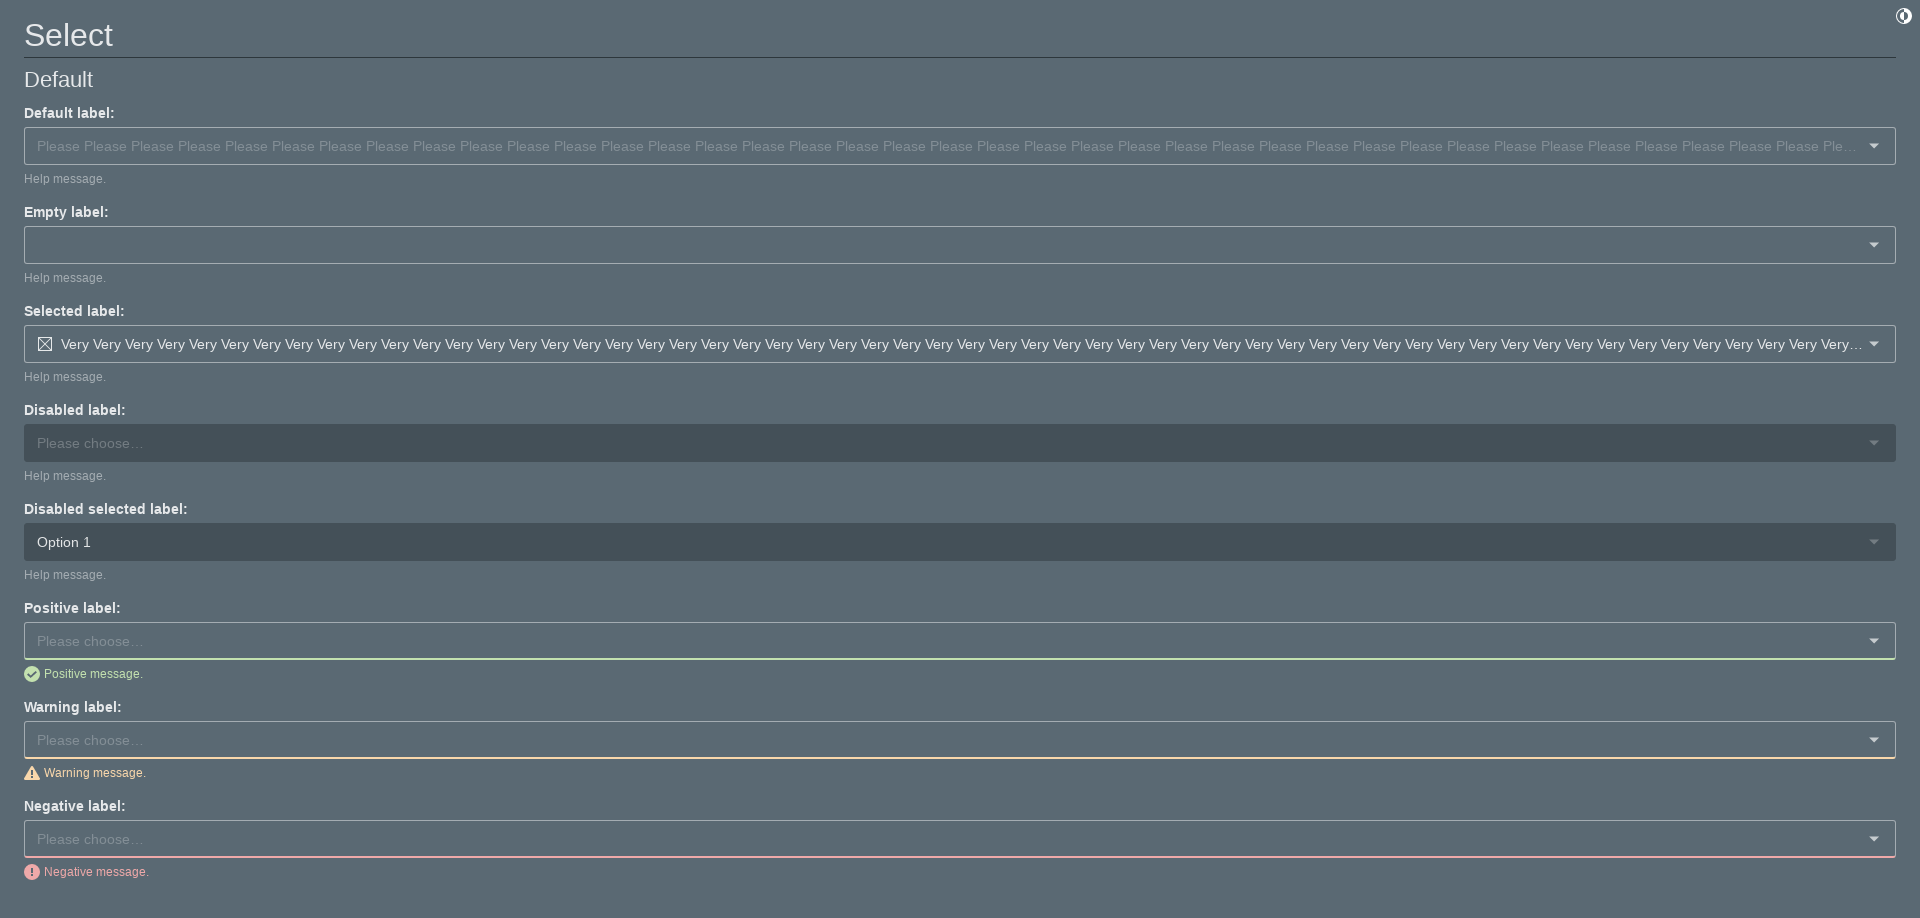 Select
Default
Default label:
Please Please Please Please Please Please Please Please Please Please Please Please Please Please Please Please Please Please Please Please Please Please Please Please Please Please Please Please Please Please Please Please Please Please Please Please Please Please Ple…
Help message.
Empty label:
Help message.
Selected label:
Very Very Very Very Very Very Very Very Very Very Very Very Very Very Very Very Very Very Very Very Very Very Very Very Very Very Very Very Very Very Very Very Very Very Very Very Very Very Very Very Very Very Very Very Very Very Very Very Very Very Very Very Very Very Very Very…
Help message.
Disabled label:
Please choose…
Help message.
Disabled selected label:
Option 1
Help message.
Positive label:
Please choose…
Positive message.
Warning label:
Please choose…
Warning message.
Negative label:
Please choose…
Negative message.